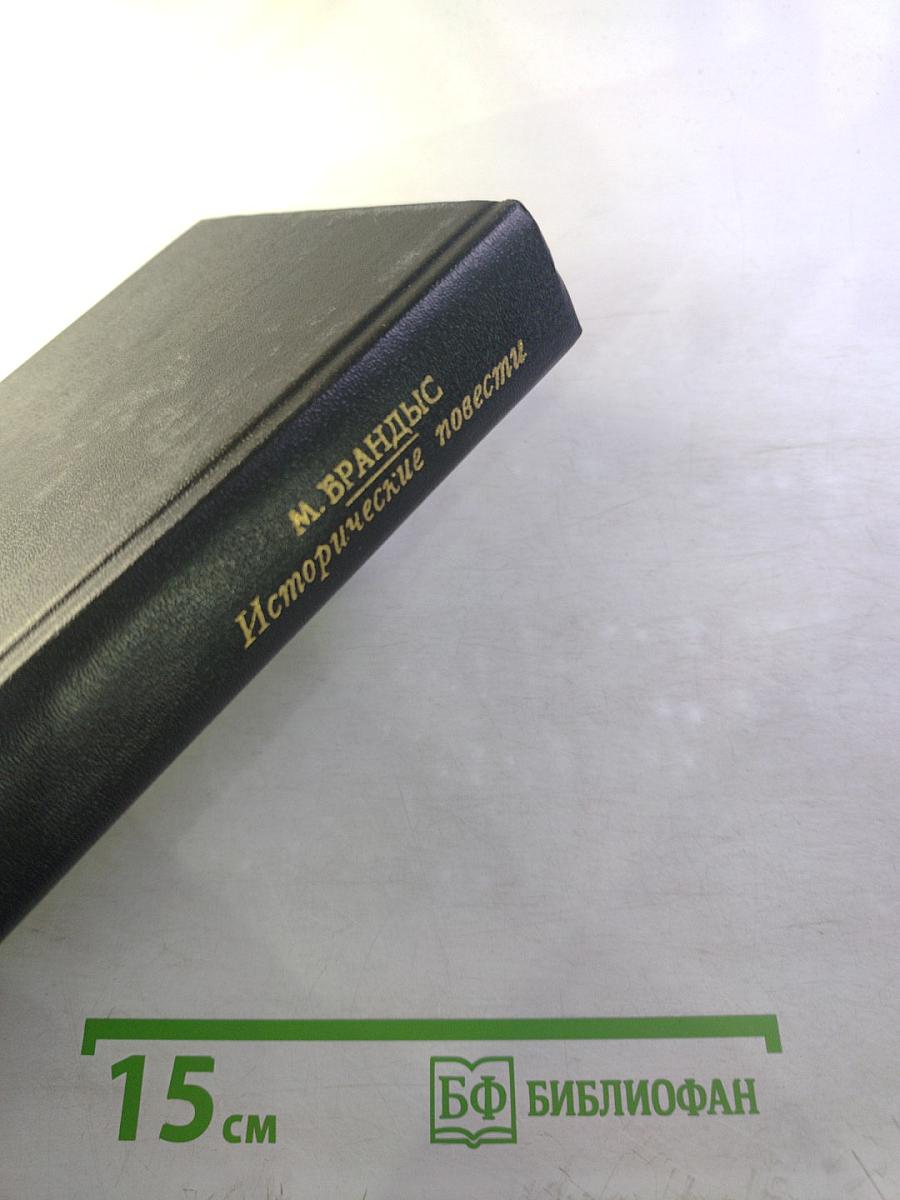 М. БРАНДЫС
Исторические повести
15 см
БФ БИБЛИОФАН